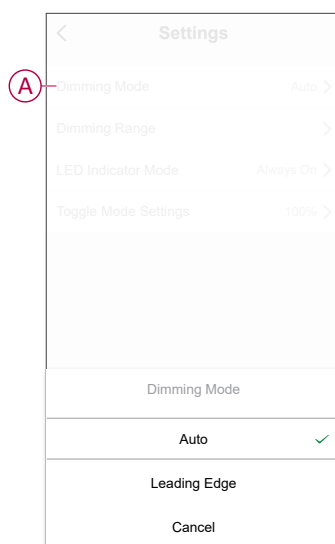 Settings
A
Dimming Mode Auto
Dimming Range
LED Indicator Mode Always On
Toggle Mode Settings 100%
Dimming Mode
Auto
Leading Edge
Cancel